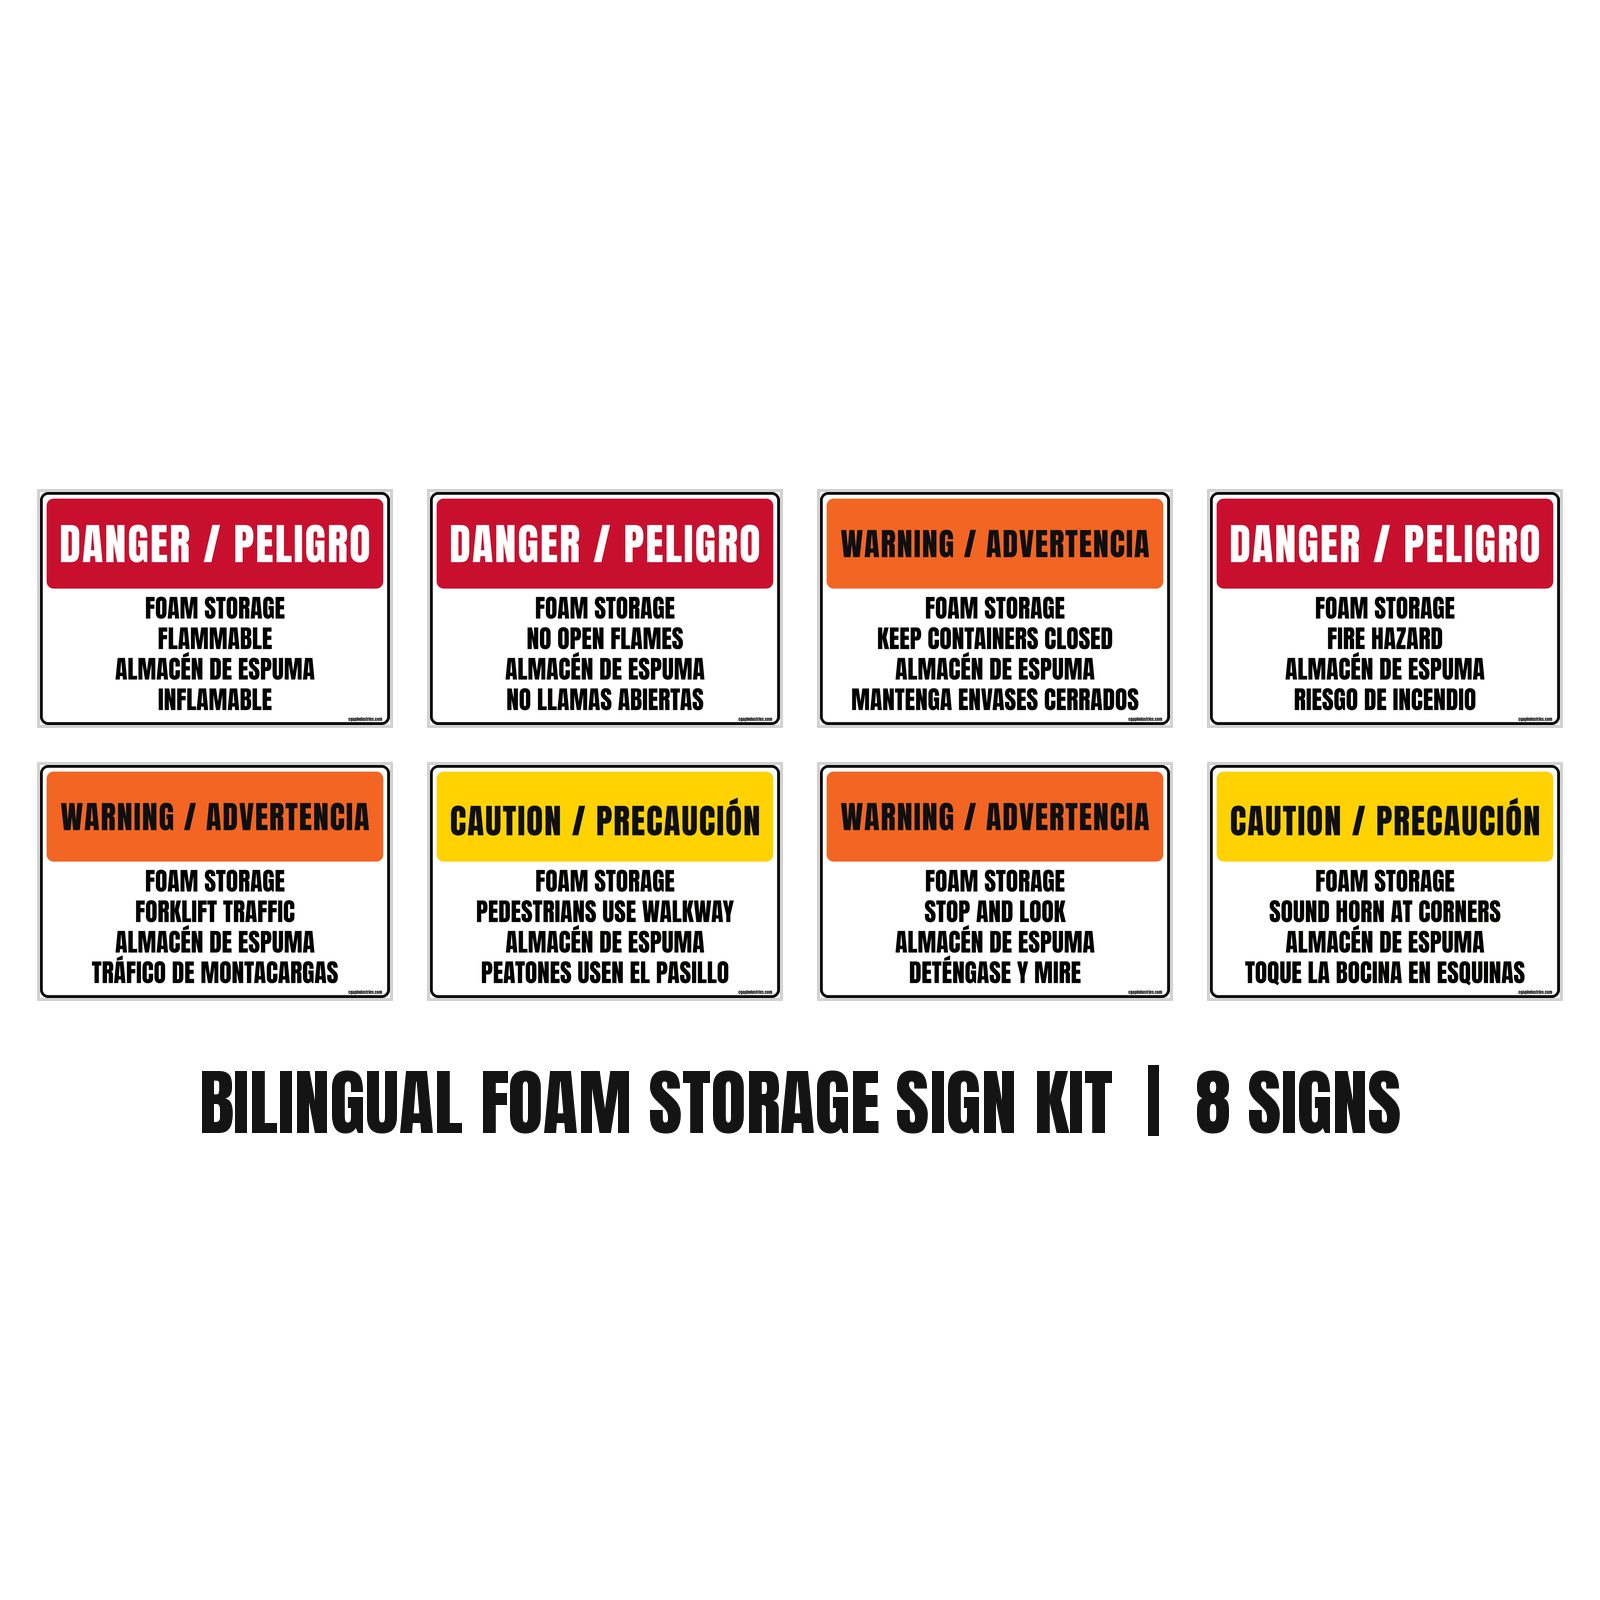 DANGER / PELIGRO
FOAM STORAGE
FLAMMABLE
ALMACÉN DE ESPUMA
INFLAMABLE
DANGER / PELIGRO
FOAM STORAGE
NO OPEN FLAMES
ALMACÉN DE ESPUMA
NO LLAMAS ABIERTAS
WARNING / ADVERTENCIA
FOAM STORAGE
KEEP CONTAINERS CLOSED
ALMACÉN DE ESPUMA
MANTENGA ENVASES CERRADOS
DANGER / PELIGRO
FOAM STORAGE
FIRE HAZARD
ALMACÉN DE ESPUMA
RIESGO DE INCENDIO
WARNING / ADVERTENCIA
FOAM STORAGE
FORKLIFT TRAFFIC
ALMACÉN DE ESPUMA
TRÁFICO DE MONTACARGAS
CAUTION / PRECAUCIÓN
FOAM STORAGE
PEDESTRIANS USE WALKWAY
ALMACÉN DE ESPUMA
PEATONES USEN EL PASILLO
WARNING / ADVERTENCIA
FOAM STORAGE
STOP AND LOOK
ALMACÉN DE ESPUMA
DETÉNGASE Y MIRE
CAUTION / PRECAUCIÓN
FOAM STORAGE
SOUND HORN AT CORNERS
ALMACÉN DE ESPUMA
TOQUE LA BOCINA EN ESQUINAS
BILINGUAL FOAM STORAGE SIGN KIT | 8 SIGNS